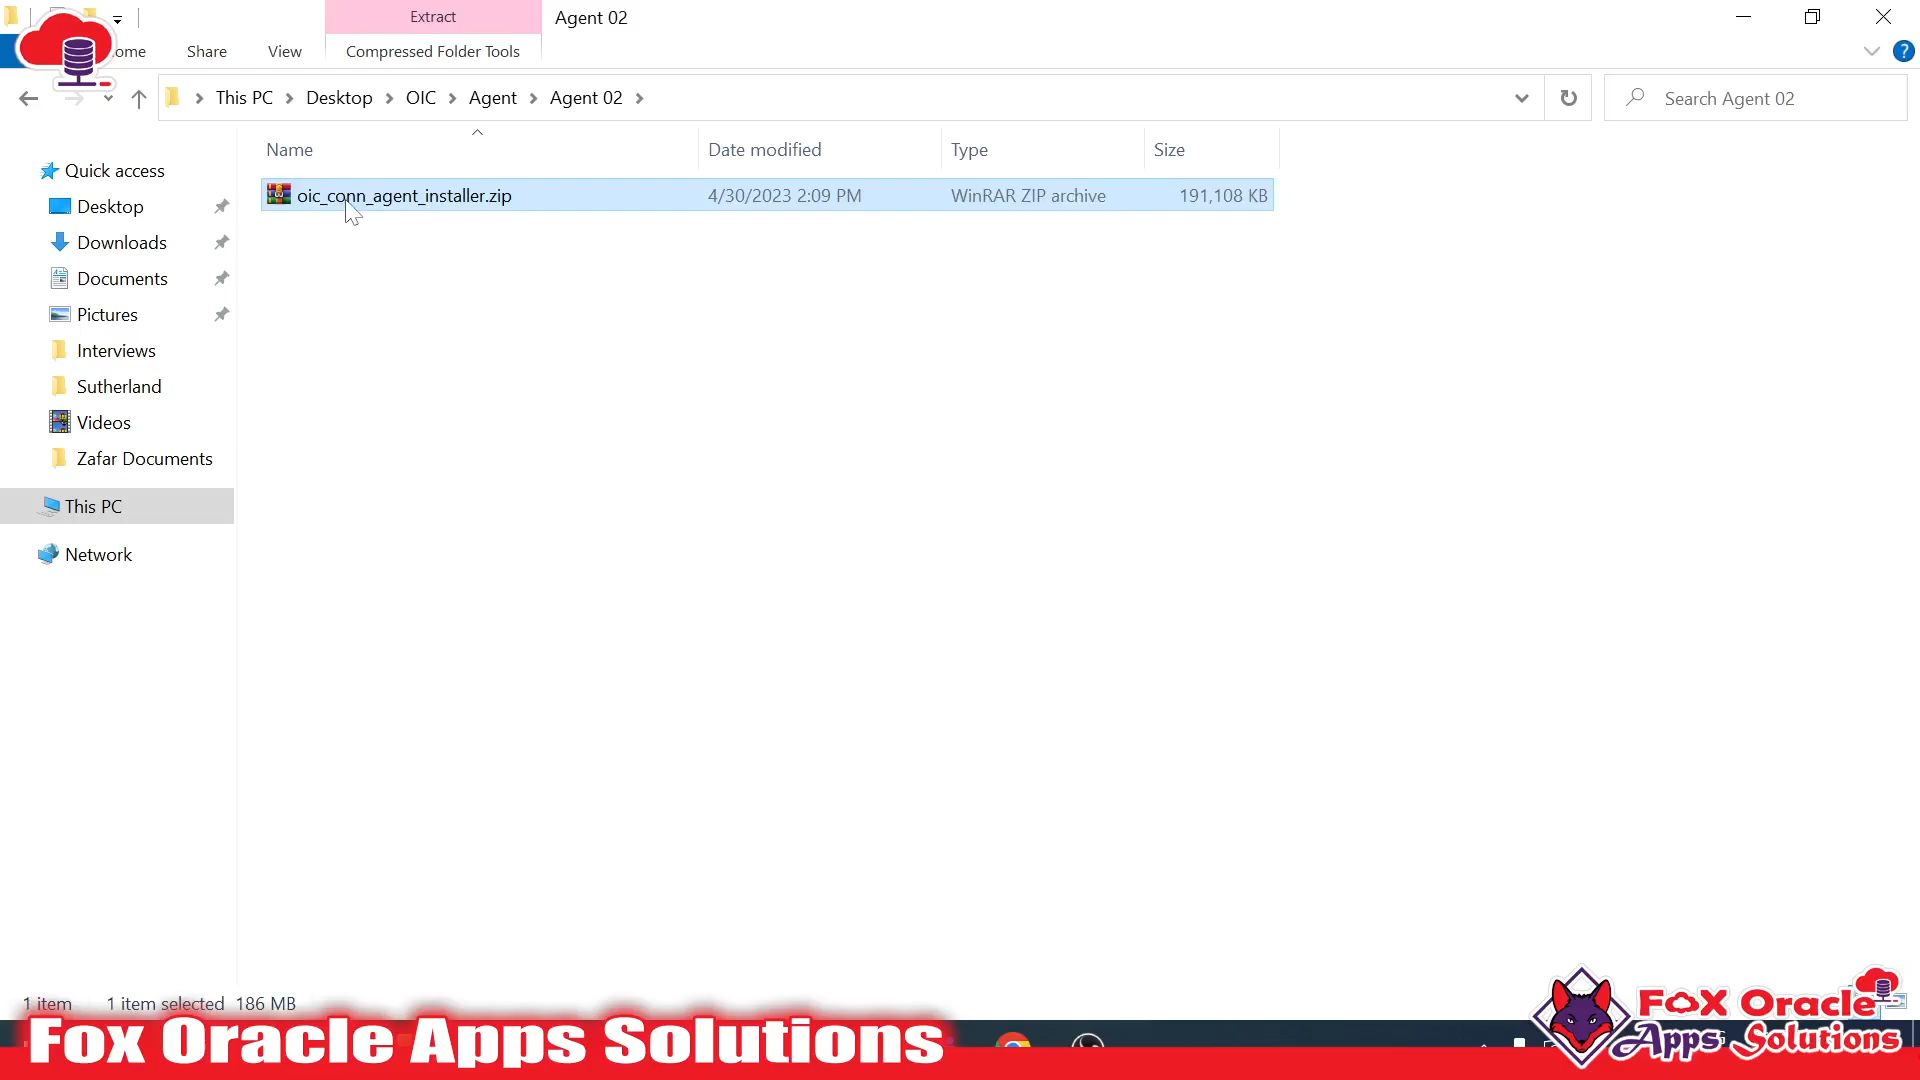 Extract
Agent 02
ome
Share
View
Compressed Folder Tools
?
This PC
Desktop
OIC
Agent
Agent 02
Search Agent 02
Name
Date modified
Type
Size
oic_conn_agent_installer.zip
4/30/2023 2:09 PM
WinRAR ZIP archive
191,108 KB
Quick access
Desktop
Downloads
Documents
Pictures
Interviews
Sutherland
Videos
Zafar Documents
This PC
Network
1 item
1 item selected 186 MB
Fox Oracle Apps Solutions
Fox Oracle
Apps Solutions